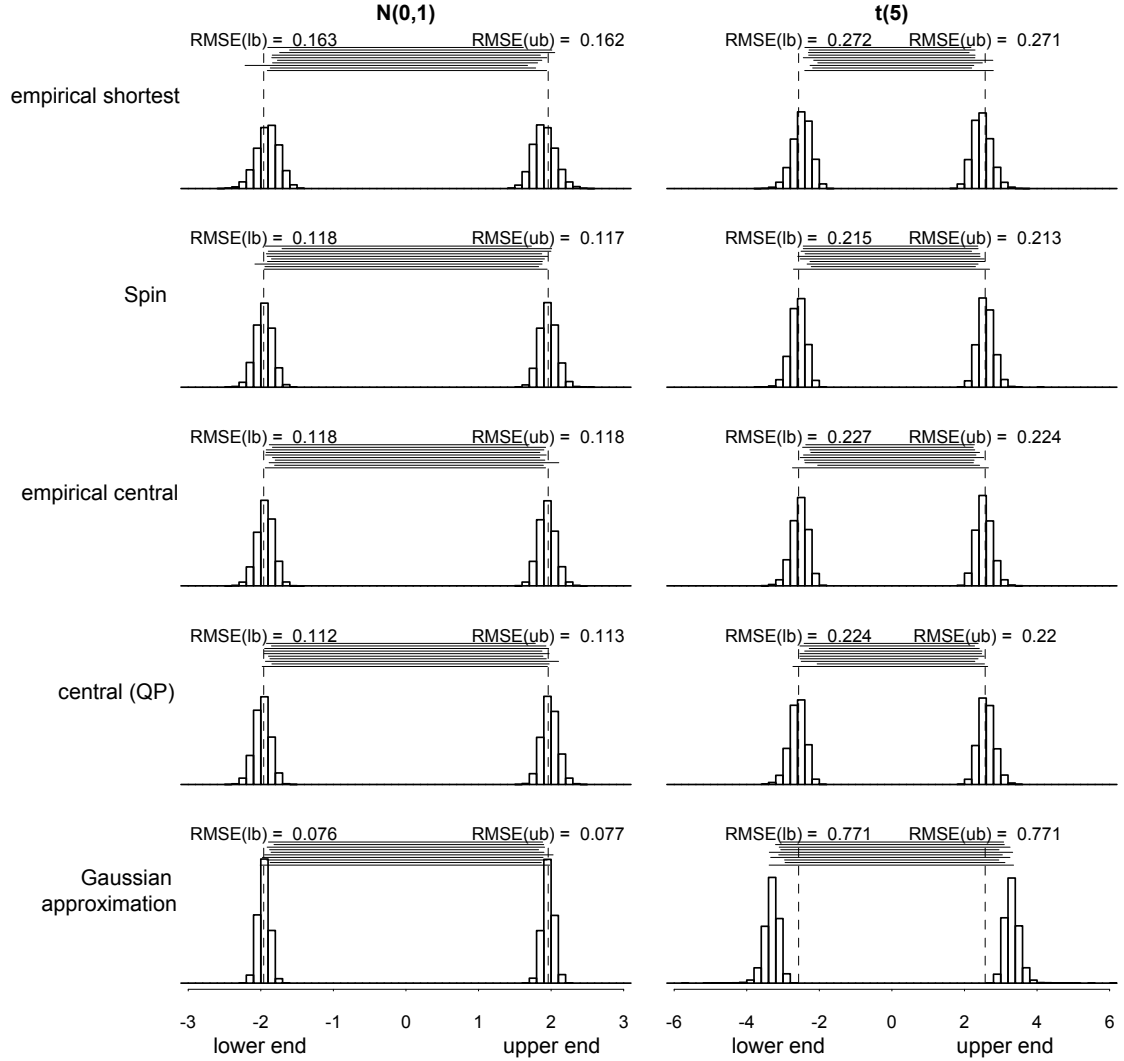 N(0,1) t(5)
RMSE(lb) = 0.163 RMSE(ub) = 0.162 RMSE(lb) = 0.272 RMSE(ub) = 0.271
empirical shortest
RMSE(lb) = 0.118 RMSE(ub) = 0.117 RMSE(lb) = 0.215 RMSE(ub) = 0.213
Spin
RMSE(lb) = 0.118 RMSE(ub) = 0.118 RMSE(lb) = 0.227 RMSE(ub) = 0.224
empirical central
RMSE(lb) = 0.112 RMSE(ub) = 0.113 RMSE(lb) = 0.224 RMSE(ub) = 0.22
central (QP)
RMSE(lb) = 0.076 RMSE(ub) = 0.077 RMSE(lb) = 0.771 RMSE(ub) = 0.771
Gaussian
approximation
-3 -2 -1 0 1 2 3 -6 -4 -2 0 2 4 6
lower end upper end lower end upper end